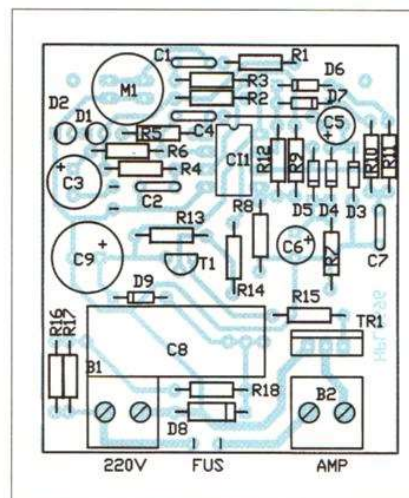 C1
R1
M1
R3
D6
R2
D7
D2
D1
C4
C5
R5
CI1
R12
R9
R10
R11
R6
C3
R4
C2
D5
D4
D3
R13
R8
C9
T1
C6
R7
C7
R14
D9
R15
R16
R17
C8
TR1
B1
R18
B2
D8
220V
FUS
AMP